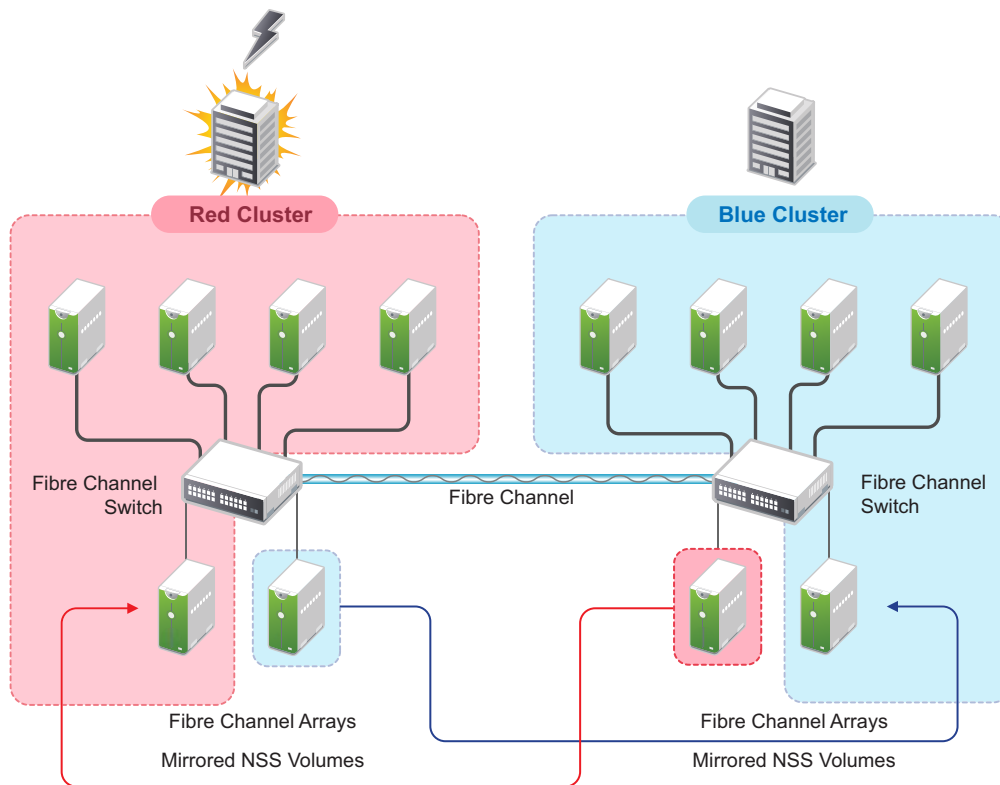 Red Cluster
Blue Cluster
Fibre Channel
Switch
Fibre Channel
Fibre Channel
Switch
Fibre Channel Arrays
Mirrored NSS Volumes
Fibre Channel Arrays
Mirrored NSS Volumes